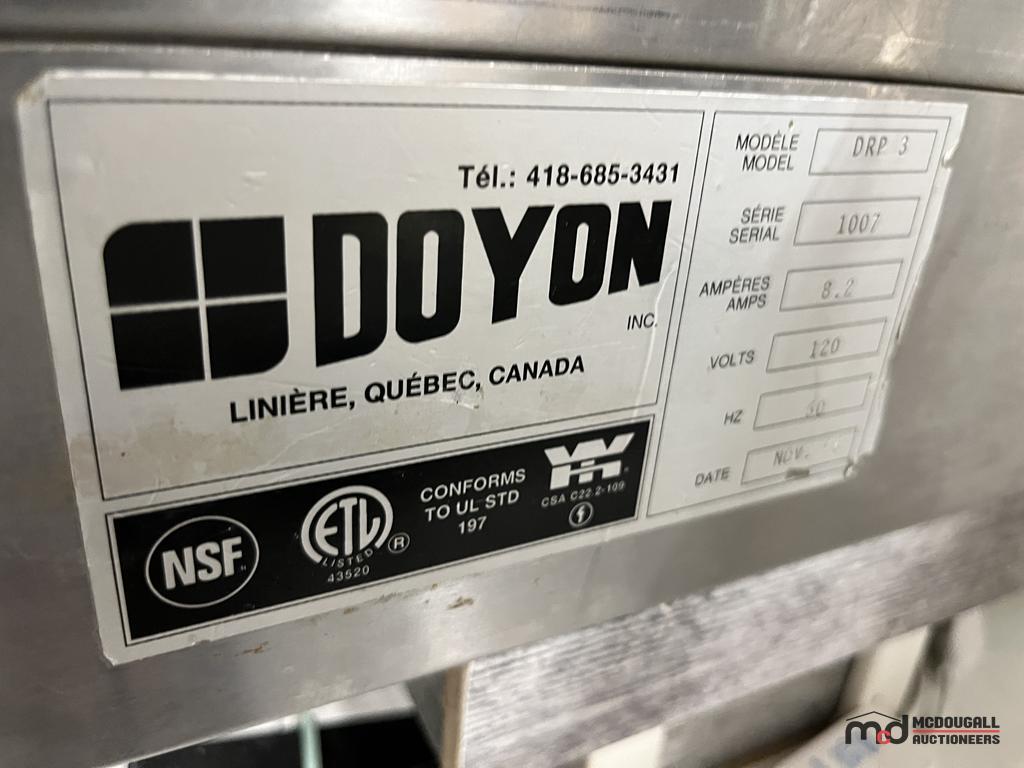 Tél.: 418-685-3431
DOYON
INC.
LINIÈRE, QUÉBEC, CANADA
NSF
ETL
LISTED
43520
®
CONFORMS
TO UL STD
197
CSA C22.2-109
MODÈLE
MODEL
DRP 3
SÉRIE
SERIAL
1007
AMPÈRES
AMPS
8.2
VOLTS
120
HZ
DATE
NOV.
mcd MCDOUGALL
AUCTIONEERS